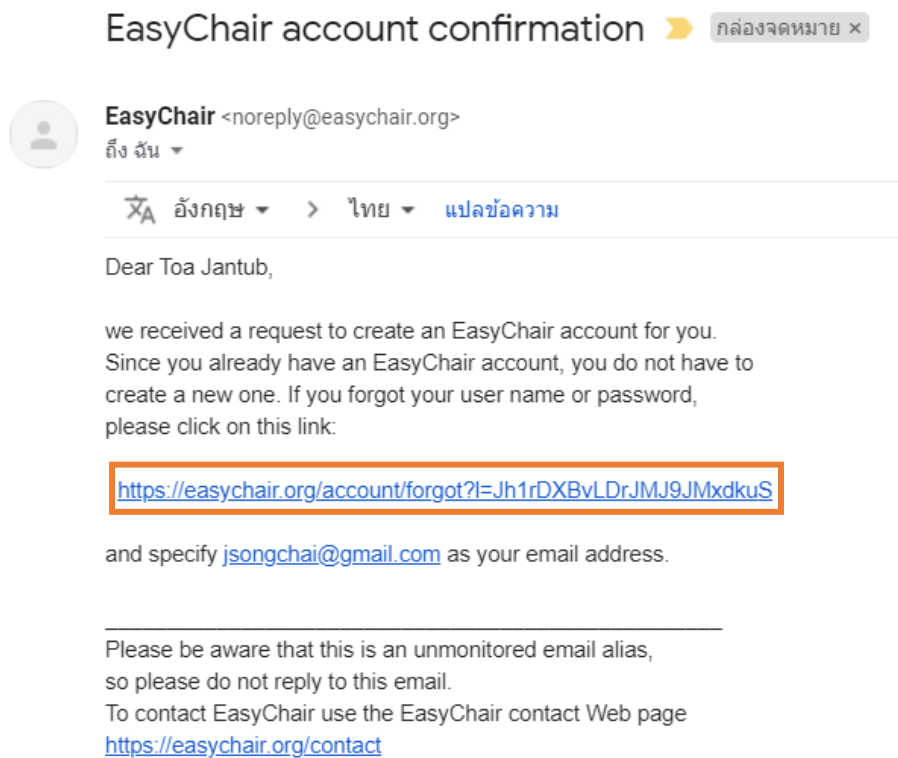 EasyChair account confirmation กล่องจดหมาย ×
EasyChair <noreply@easychair.org>
ถึง ฉัน
อังกฤษ > ไทย แปลข้อความ
Dear Toa Jantub,
we received a request to create an EasyChair account for you.
Since you already have an EasyChair account, you do not have to
create a new one. If you forgot your user name or password,
please click on this link:
https://easychair.org/account/forgot?l=Jh1rDXBvLDrJMJ9JMxdkuS
and specify jsongchai@gmail.com as your email address.
Please be aware that this is an unmonitored email alias,
so please do not reply to this email.
To contact EasyChair use the EasyChair contact Web page
https://easychair.org/contact